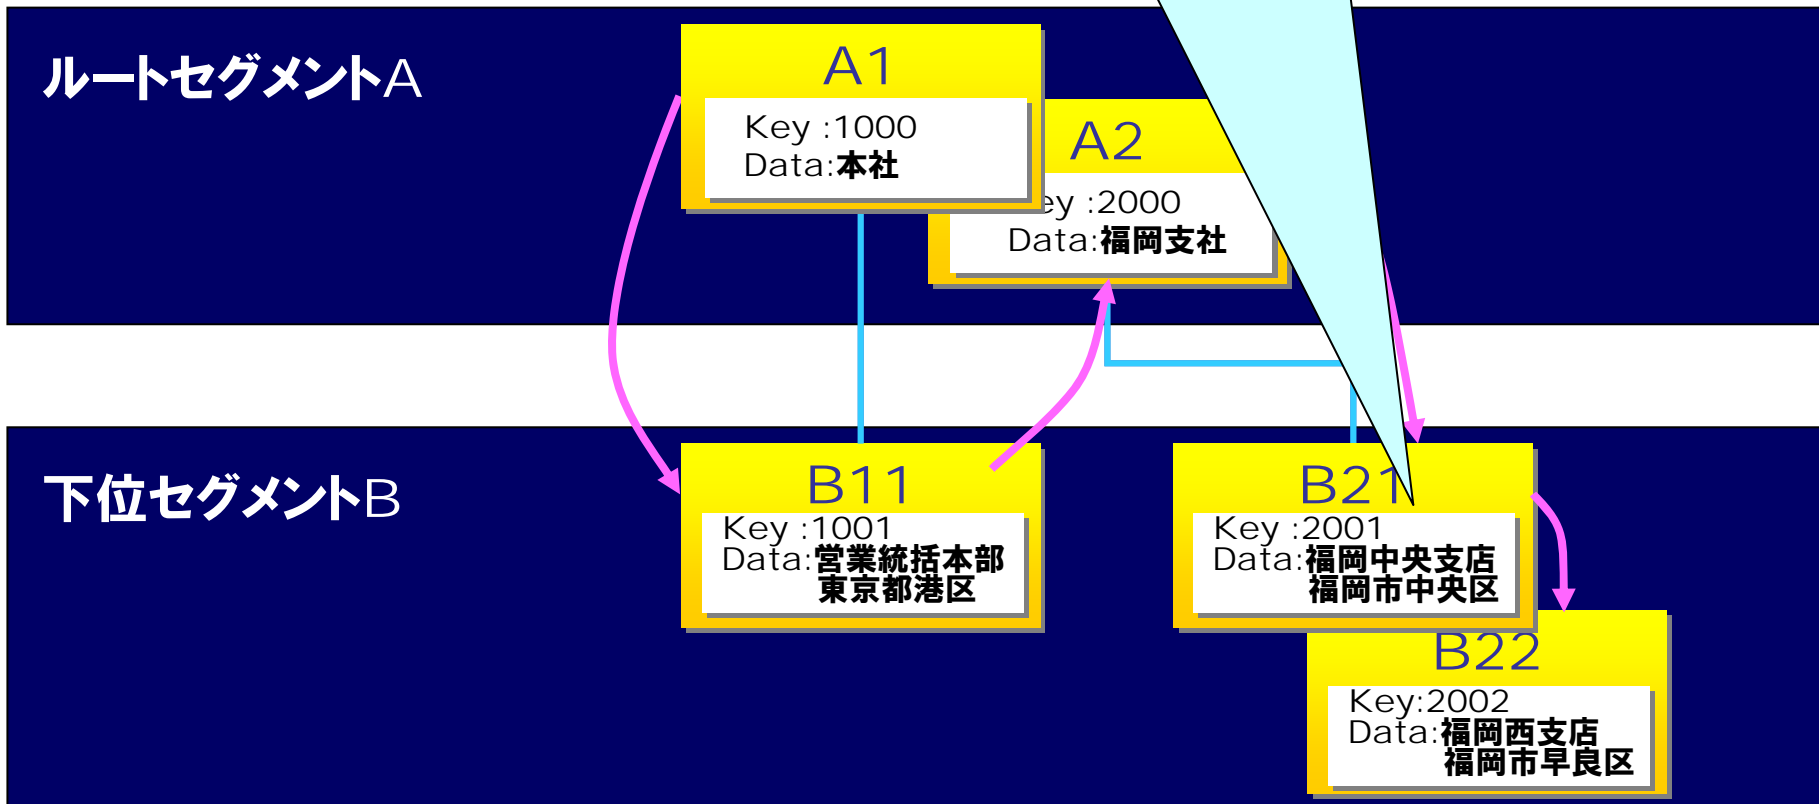 ルートセグメントA
A1
Key :1000
Data:本社
A2
ey :2000
Data:福岡支社
下位セグメントB
B11
Key :1001
Data:営業統括本部
東京都港区
B21
Key :2001
Data:福岡中央支店
福岡市中央区
B22
Key:2002
Data:福岡西支店
福岡市早良区